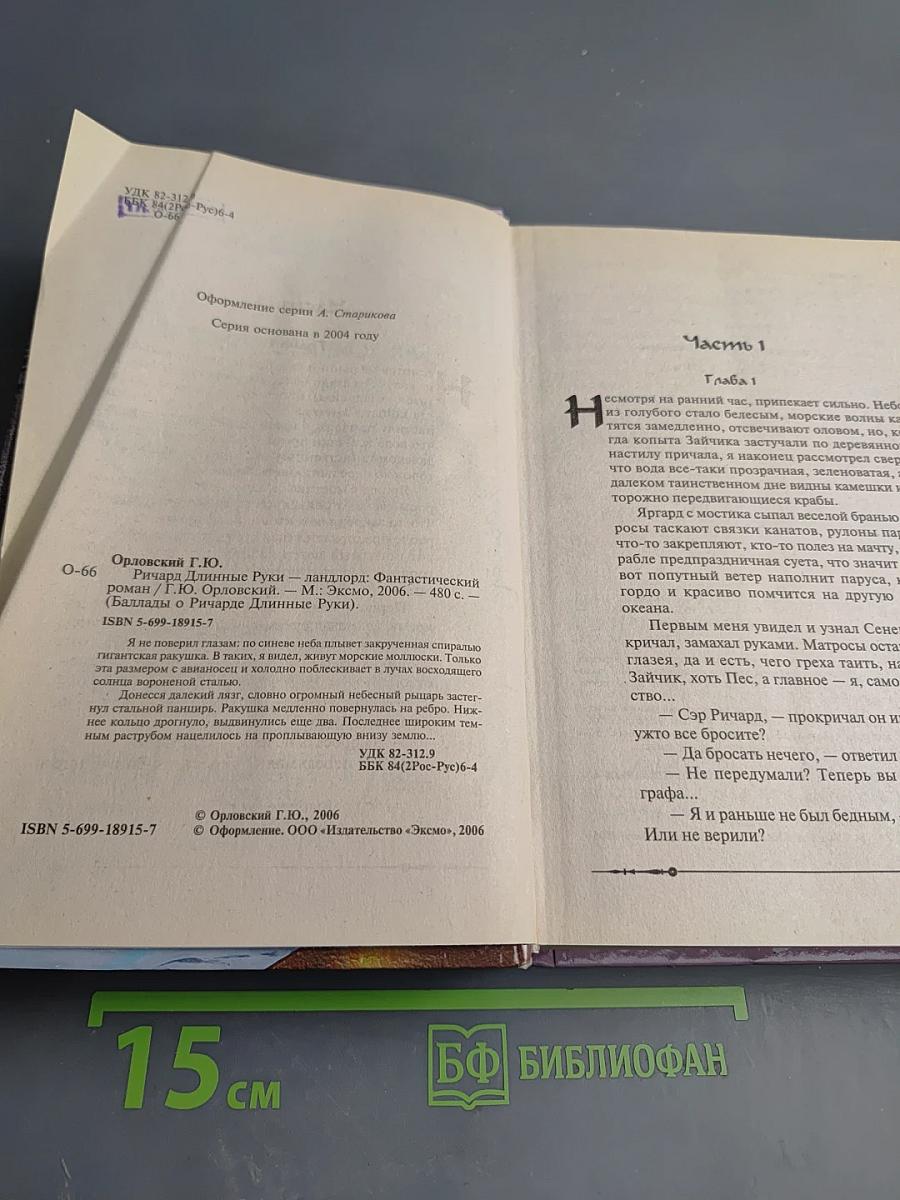 УДК 82-312.9
ББК 84(2Рос-Рус)6-4
О-66
Оформление серии А. Старикова
Серия основана в 2004 году
Орловский Г.Ю.
О-66
Ричард Длинные Руки — ландлорд: Фантастический
роман / Г.Ю. Орловский. — М.: Эксмо, 2006. — 480 с. —
(Баллады о Ричарде Длинные Руки).
ISBN 5-699-18915-7
Я не поверил глазам: по синеве неба плывет закрученная спиралью
гигантская ракушка. В таких, я видел, живут морские моллюски. Только
эта размером с авианосец и холодно поблескивает в лучах восходящего
солнца вороненой сталью.
Донесся далекий лязг, словно огромный небесный рыцарь застег-
нул стальной панцирь. Ракушка медленно повернулась на ребро. Ниж-
нее кольцо дрогнуло, выдвинулись еще два. Последнее широким тем-
ным раструбом нацелилось на проплывающую внизу землю...
УДК 82-312.9
ББК 84(2Рос-Рус)6-4
© Орловский Г.Ю., 2006
ISBN 5-699-18915-7
© Оформление. ООО «Издательство «Эксмо», 2006
Часть 1
Глава 1
Несмотря на ранний час, припекает сильно. Небо
из голубого стало белесым, морские волны ка
тятся замедленно, отсвечивают оловом, но, к
гда копыта Зайчика застучали по деревянно
настилу причала, я наконец рассмотрел свер
что вода все-таки прозрачная, зеленоватая,
далеком таинственном дне видны камешки и
торожно передвигающиеся крабы.
Яргард с мостика сыпал веселой бранью
росы таскают связки канатов, рулоны пар
что-то закрепляют, кто-то полез на мачту,
рабле предпраздничная суета, что значит
вот попутный ветер наполнит паруса,
гордо и красиво помчится на другую
океана.
Первым меня увидел и узнал Сене
кричал, замахал руками. Матросы оста
глазея, да и есть, чего греха таить, на
Зайчик, хоть Пес, а главное — я, само
ство...
— Сэр Ричард, — прокричал он и
ужто все бросите?
— Да бросать нечего, — ответил
— Не передумали? Теперь вы
графа...
— Я и раньше не был бедным,
Или не верили?
15 см
БФ БИБЛИОФАН